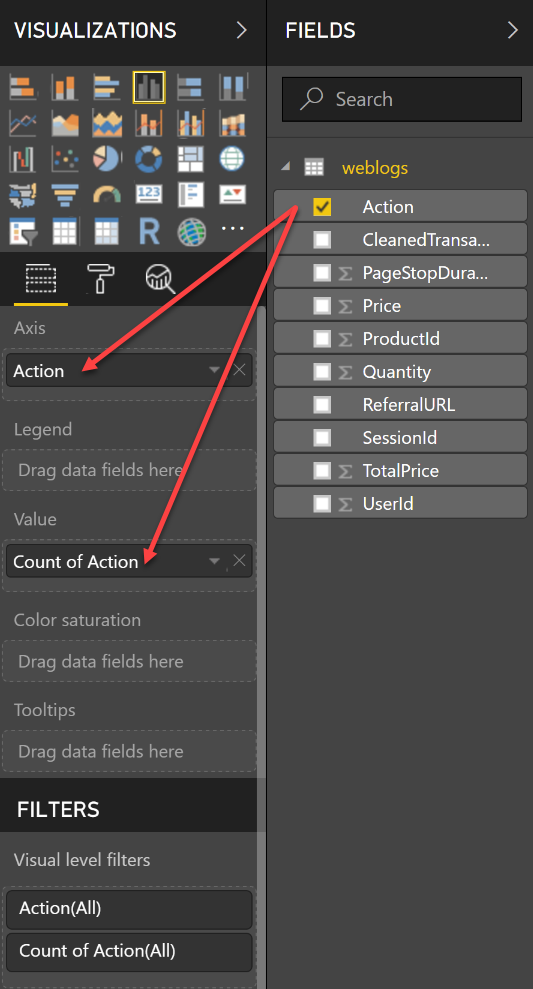 VISUALIZATIONS
123
R
Axis
Action
Legend
Drag data fields here
Value
Count of Action
Color saturation
Drag data fields here
Tooltips
Drag data fields here
FILTERS
Visual level filters
Action(All)
Count of Action(All)
FIELDS
Search
weblogs
Action
CleanedTransa...
Σ PageStopDura...
Σ Price
Σ ProductId
Σ Quantity
ReferralURL
SessionId
Σ TotalPrice
Σ UserId